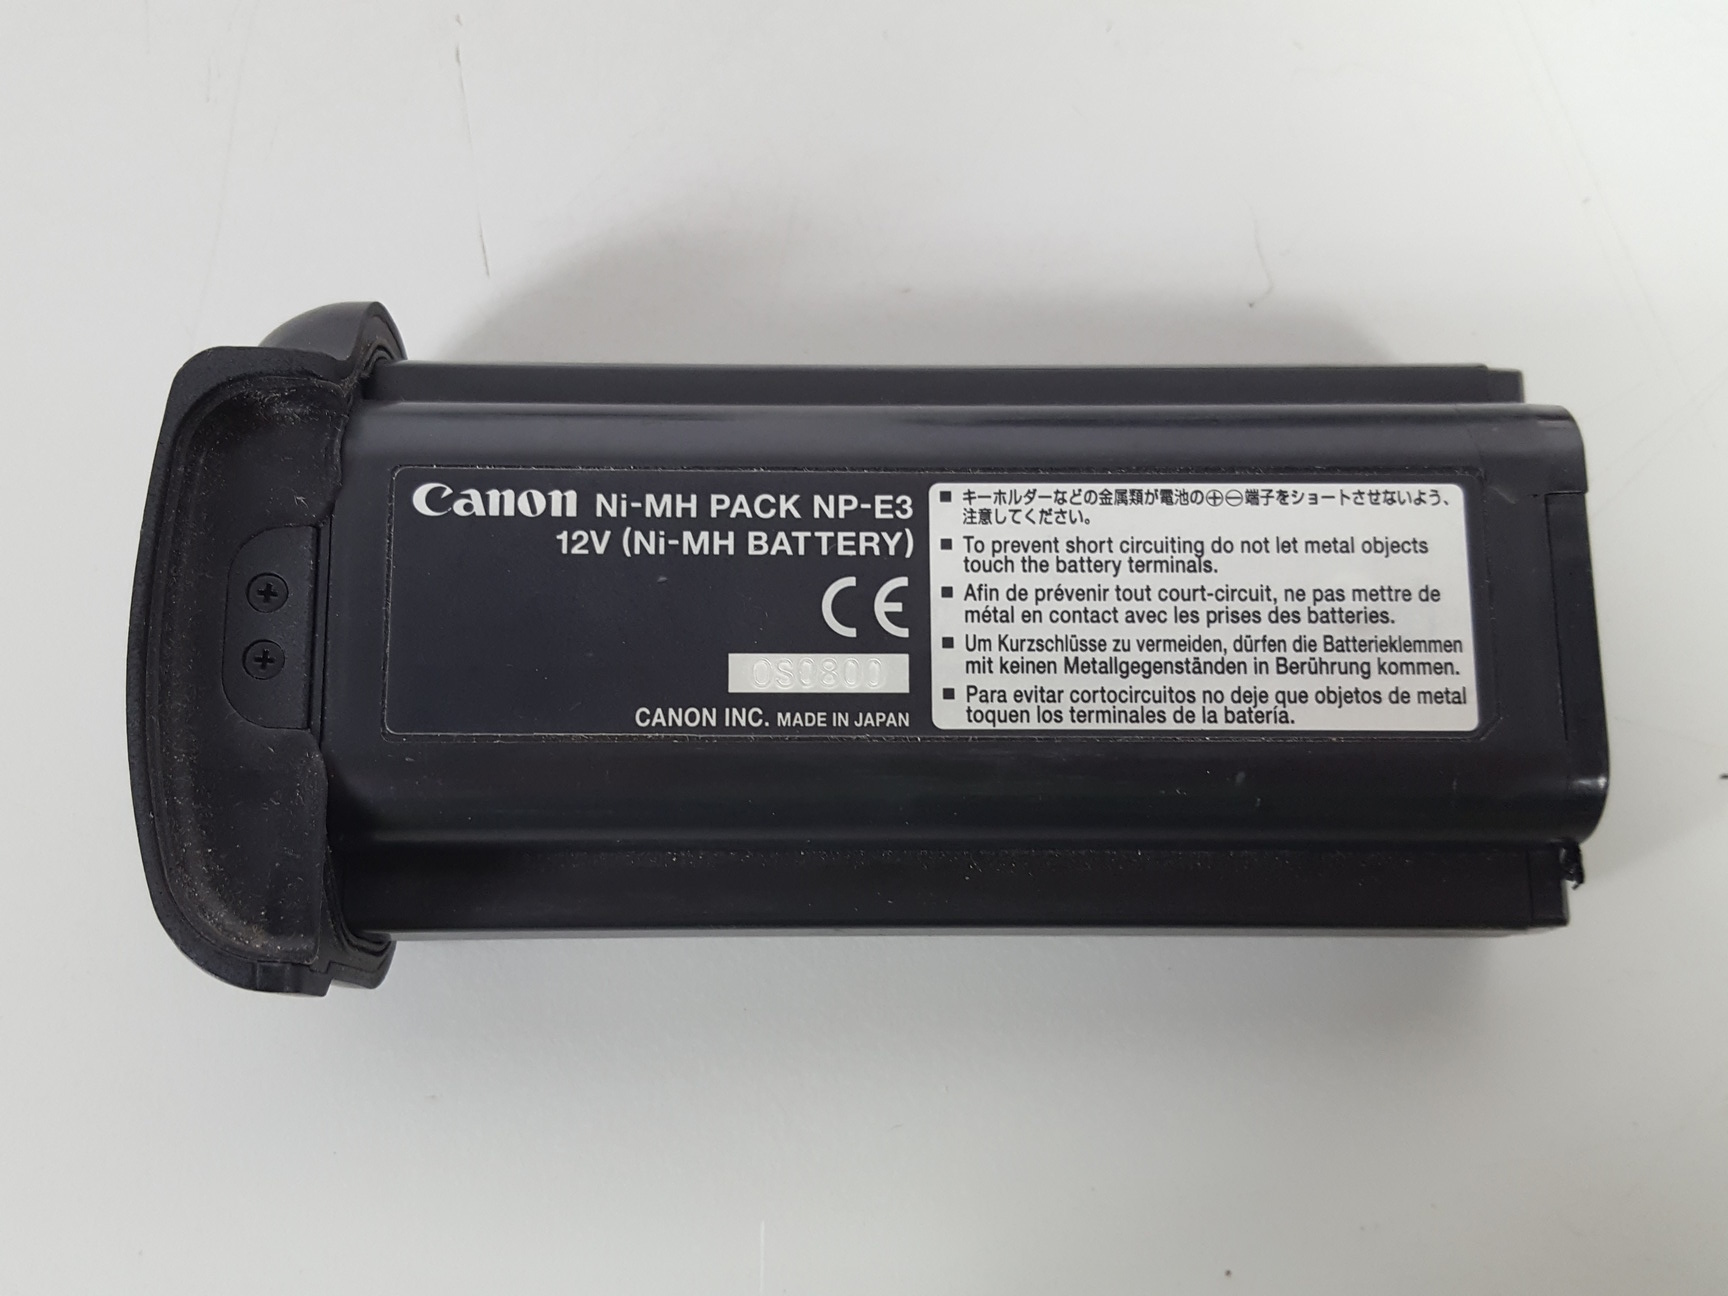 Canon Ni-MH PACK NP-E3
12V (Ni-MH BATTERY)
CE
OS0800
CANON INC. MADE IN JAPAN
■ キーホルダーなどの金属類が電池の⊕⊖端子をショートさせないよう、
注意してください。
■ To prevent short circuiting do not let metal objects
touch the battery terminals.
■ Afin de prévenir tout court-circuit, ne pas mettre de
métal en contact avec les prises des batteries.
■ Um Kurzschlüsse zu vermeiden, dürfen die Batterieklemmen
mit keinen Metallgegenständen in Berührung kommen.
■ Para evitar cortocircuitos no deje que objetos de metal
toquen los terminales de la batería.